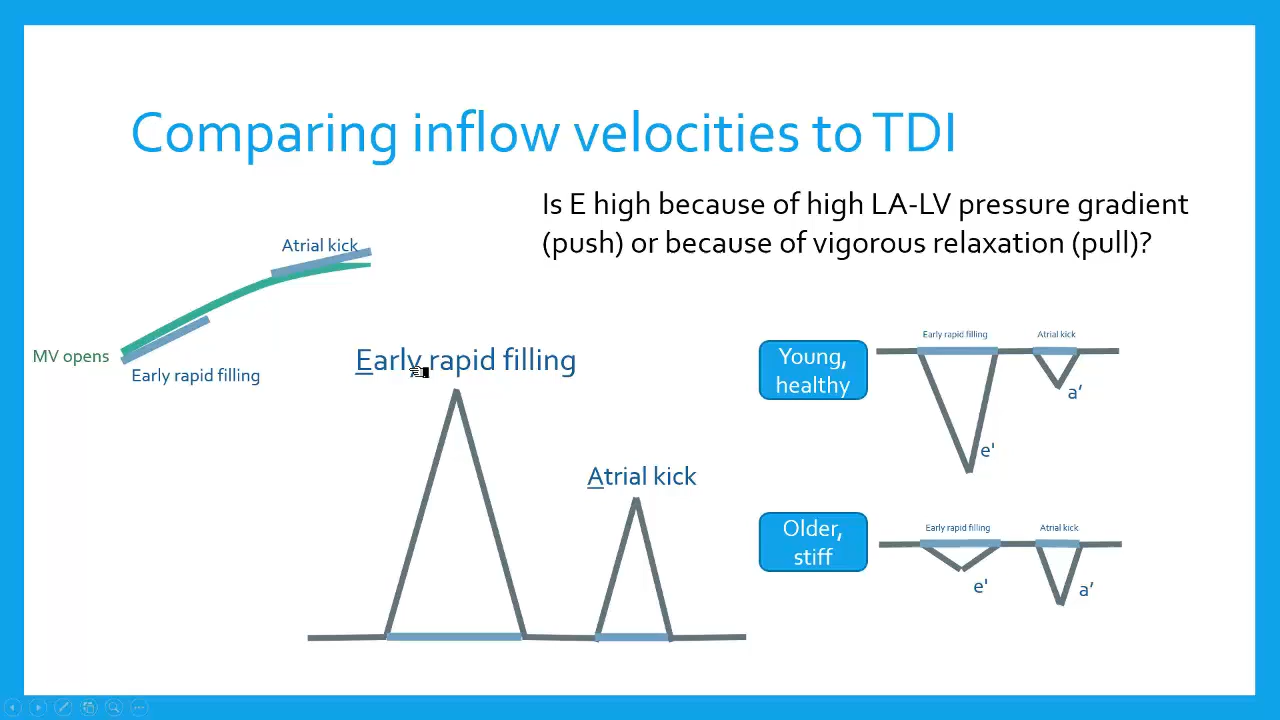 Comparing inflow velocities to TDI
Is E high because of high LA-LV pressure gradient
(push) or because of vigorous relaxation (pull)?
Atrial kick
MV opens
Early rapid filling
Early rapid filling
Atrial kick
Young,
healthy
Early rapid filling
Atrial kick
a'
e'
Older,
stiff
Early rapid filling
Atrial kick
e'
a'